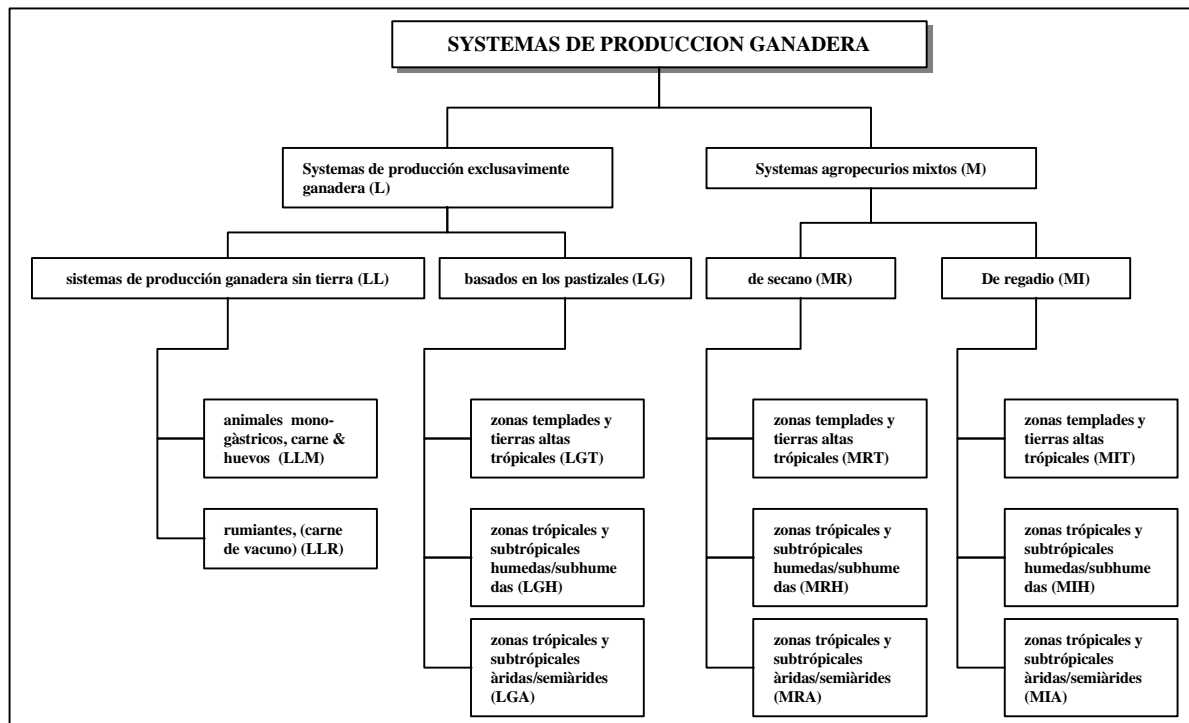 SYSTEMAS DE PRODUCCION GANADERA
Systemas de producción exclusavimente
ganadera (L)
Systemas agropecurios mixtos (M)
sistemas de producción ganadera sin tierra (LL)
basados en los pastizales (LG)
de secano (MR)
De regadio (MI)
animales mono-
gàstricos, carne &
huevos (LLM)
rumiantes, (carne
de vacuno) (LLR)
zonas templades y
tierras altas
trópicales (LGT)
zonas trópicales y
subtrópicales
humedas/subhume
das (LGH)
zonas trópicales y
subtrópicales
àridas/semiàrides
(LGA)
zonas templades y
tierras altas
trópicales (MRT)
zonas trópicales y
subtrópicales
humedas/subhume
das (MRH)
zonas trópicales y
subtrópicales
àridas/semiàrides
(MRA)
zonas templades y
tierras altas
trópicales (MIT)
zonas trópicales y
subtrópicales
humedas/subhume
das (MIH)
zonas trópicales y
subtrópicales
àridas/semiàrides
(MIA)